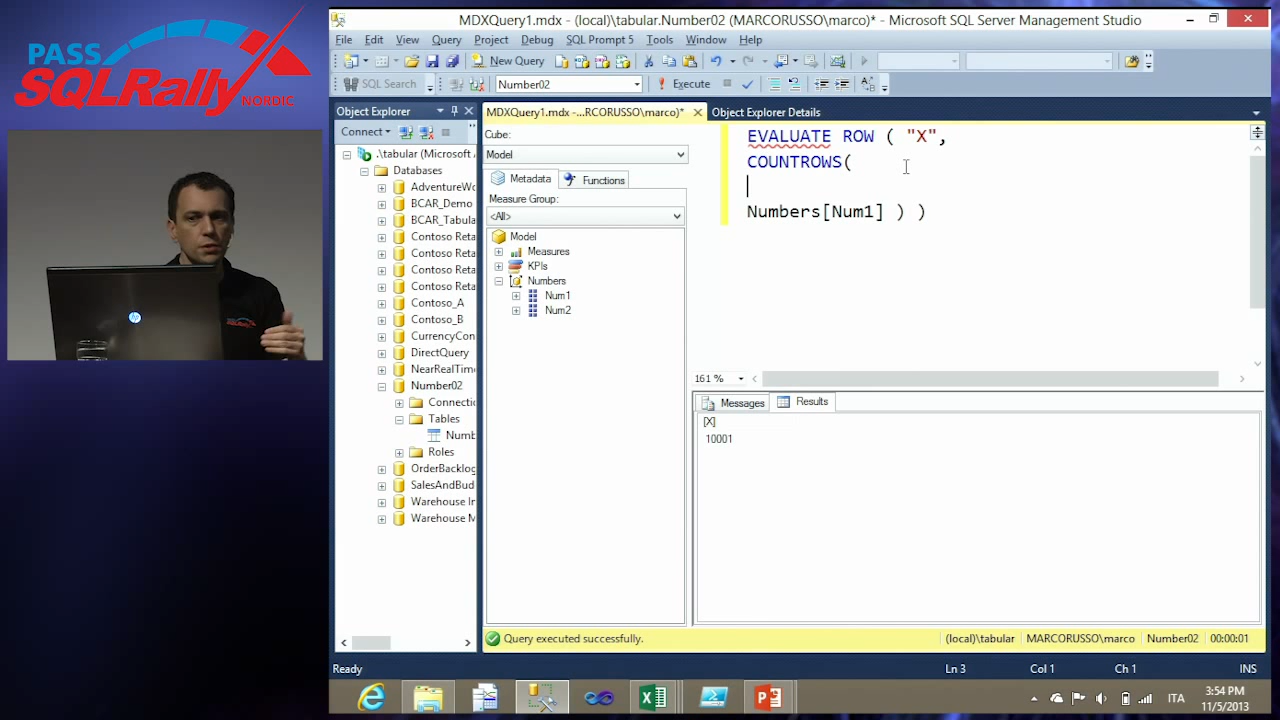 PASS
SQLRally
NORDIC
hp
SQLRALLY
MDXQuery1.mdx - (local)\tabular.Number02 (MARCORUSSO\marco)* - Microsoft SQL Server Management Studio
File Edit View Query Project Debug SQL Prompt 5 Tools Window Help
New Query
SQL Search Number02 Execute
Object Explorer
Connect
.\tabular (Microsoft
Databases
AdventureWo
BCAR_Demo
BCAR_Tabula
Contoso Reta
Contoso Reta
Contoso Reta
Contoso Reta
Contoso_A
Contoso_B
CurrencyCon
DirectQuery
NearRealTime
Number02
Connectic
Tables
Numb
Roles
OrderBacklog
SalesAndBud
Warehouse In
Warehouse M
MDXQuery1.mdx -...RCORUSSO\marco)* Object Explorer Details
Cube:
Model
Metadata Functions
Measure Group:
<All>
Model
Measures
KPIs
Numbers
Num1
Num2
EVALUATE ROW ( "X",
COUNTROWS(
Numbers[Num1] ) )
161 %
Messages Results
[X]
10001
Query executed successfully. (local)\tabular MARCORUSSO\marco Number02 00:00:01
Ready Ln 3 Col 1 Ch 1 INS
ITA 3:54 PM
11/5/2013